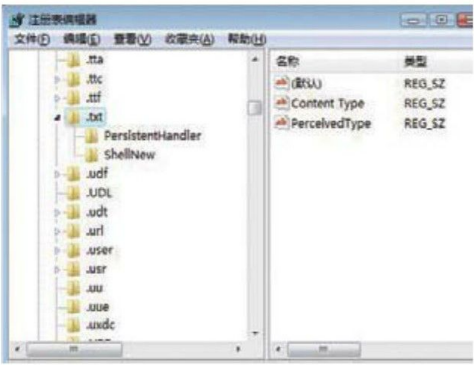 注册表编辑器
文件(F) 编辑(E) 查看(V) 收藏夹(A) 帮助(H)
.tta
.ttc
.ttf
.txt
PersistentHandler
ShellNew
.udf
.UDL
.udt
.url
.user
.usr
.uu
.uue
.uxdc
名称 类型
(默认) REG_SZ
Content Type REG_SZ
PerceivedType REG_SZ